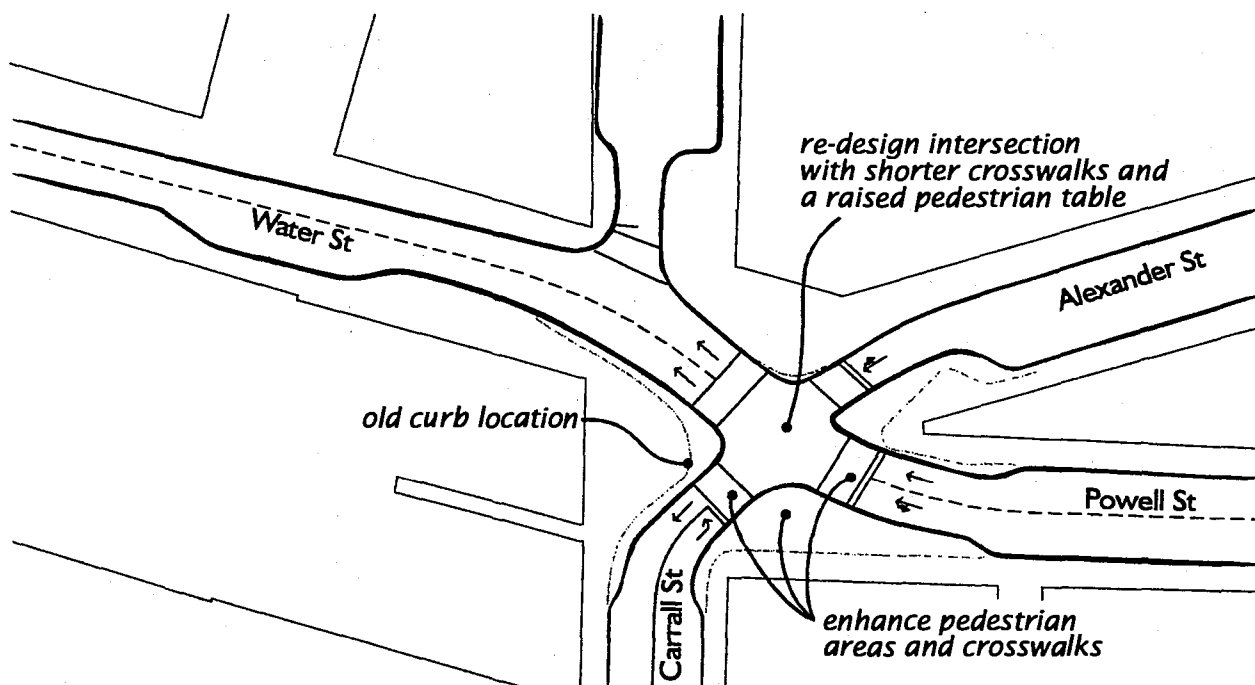 re-design intersection
with shorter crosswalks and
a raised pedestrian table
Water St
Alexander St
old curb location
Powell St
Carrall St
enhance pedestrian
areas and crosswalks